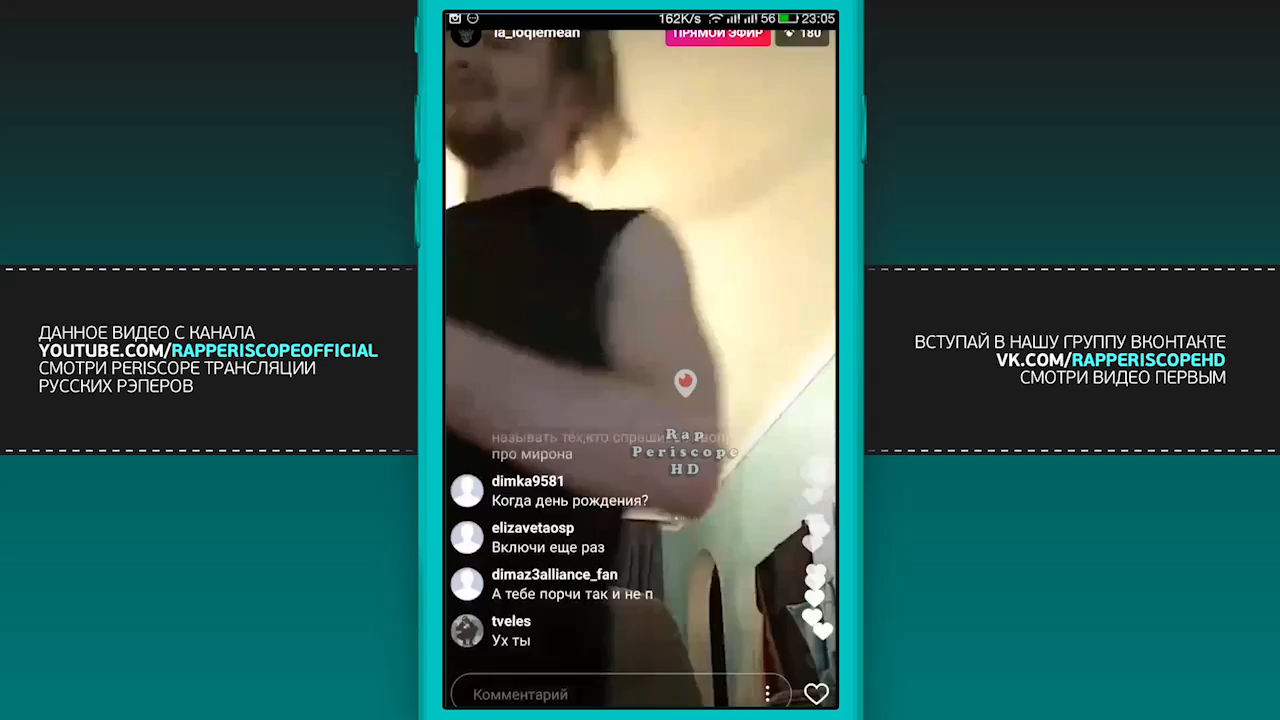 162K/s 56 23:05
la_loqiemean ПРЯМОЙ ЭФИР 180
ДАННОЕ ВИДЕО С КАНАЛА
YOUTUBE.COM/RAPPERISCOPEOFFICIAL
СМОТРИ PERISCOPE ТРАНСЛЯЦИИ
РУССКИХ РЭПЕРОВ
ВСТУПАЙ В НАШУ ГРУППУ ВКОНТАКТЕ
VK.COM/RAPPERISCOPEHD
СМОТРИ ВИДЕО ПЕРВЫМ
Rap
Periscope
HD
называть тех,кто
про мирона
dimka9581
Когда день рождения?
elizavetaosp
Включи еще раз
dimaz3alliance_fan
А тебе порчи так и не п
tveles
Ух ты
Комментарий